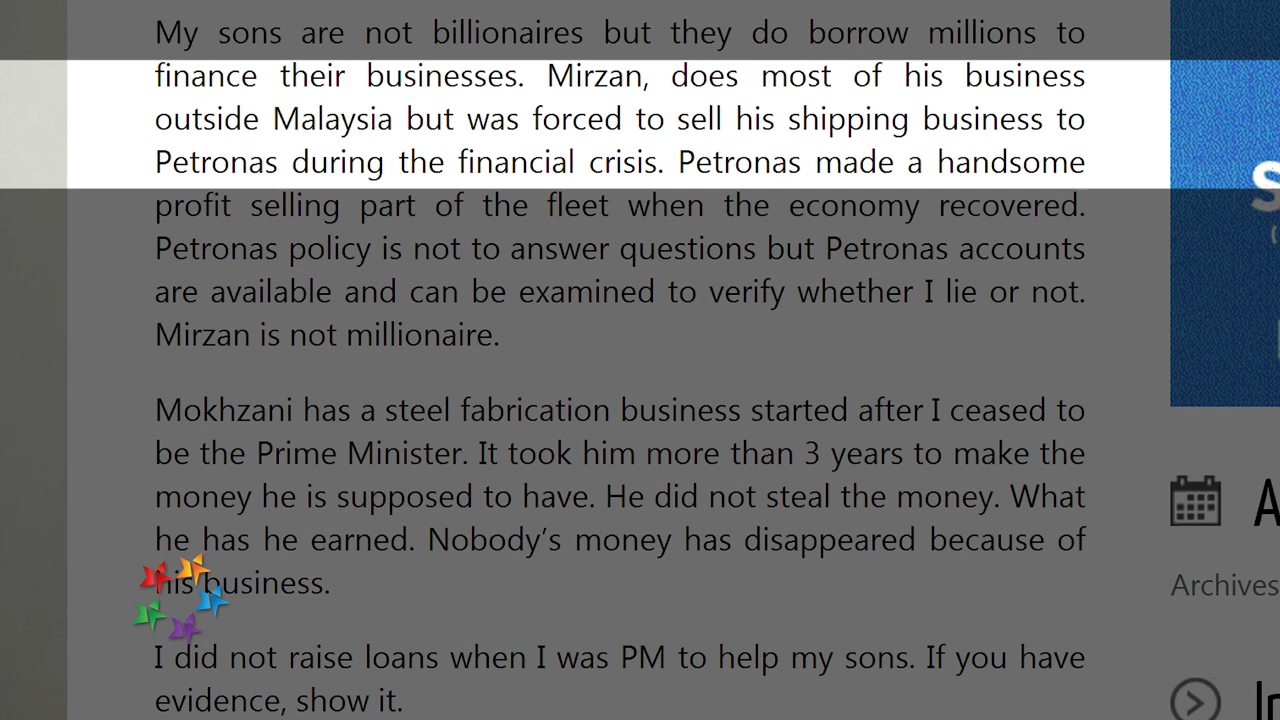 My sons are not billionaires but they do borrow millions to
finance their businesses. Mirzan, does most of his business
outside Malaysia but was forced to sell his shipping business to
Petronas during the financial crisis. Petronas made a handsome
profit selling part of the fleet when the economy recovered.
Petronas policy is not to answer questions but Petronas accounts
are available and can be examined to verify whether I lie or not.
Mirzan is not millionaire.
Mokhzani has a steel fabrication business started after I ceased to
be the Prime Minister. It took him more than 3 years to make the
money he is supposed to have. He did not steal the money. What
he has he earned. Nobody’s money has disappeared because of
his business.
I did not raise loans when I was PM to help my sons. If you have
evidence, show it.
Archives